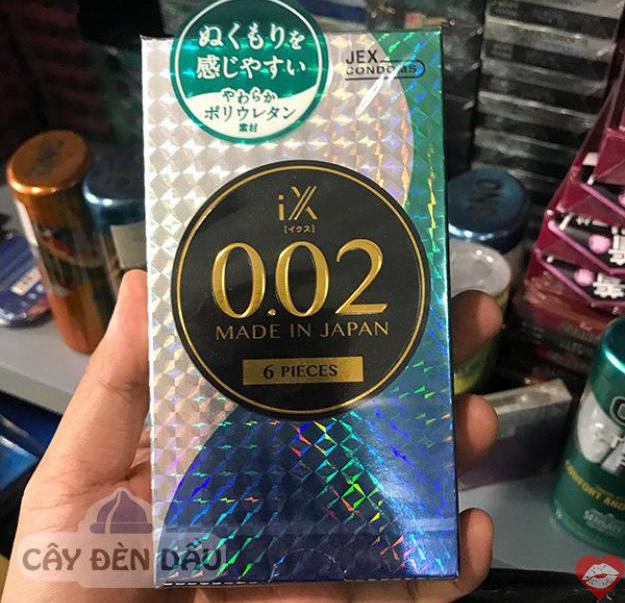 ぬくもりを
感じやすい
やわらか
ポリウレタン
素材
JEX
CONDOMS
iX
[イクス]
0.02
MADE IN JAPAN
6 PIECES
CÂY ĐÈN DẦU
COMFORT AND